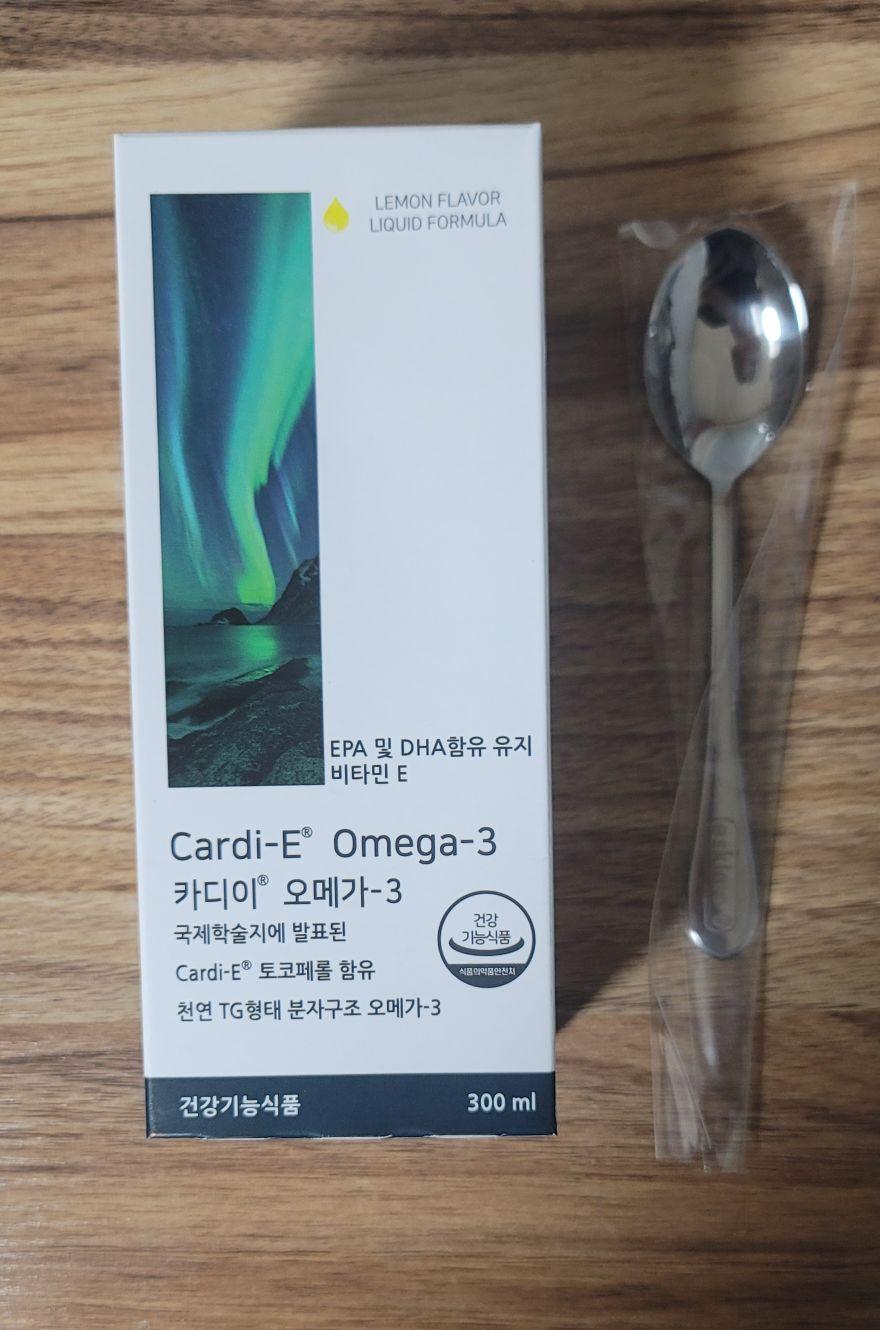 LEMON FLAVOR
LIQUID FORMULA
EPA 및 DHA함유 유지
비타민 E
Cardi-E® Omega-3
카디이® 오메가-3
국제학술지에 발표된
Cardi-E® 토코페롤 함유
천연 TG형태 분자구조 오메가-3
건강
기능식품
식품의약품안전처
건강기능식품
300 ml